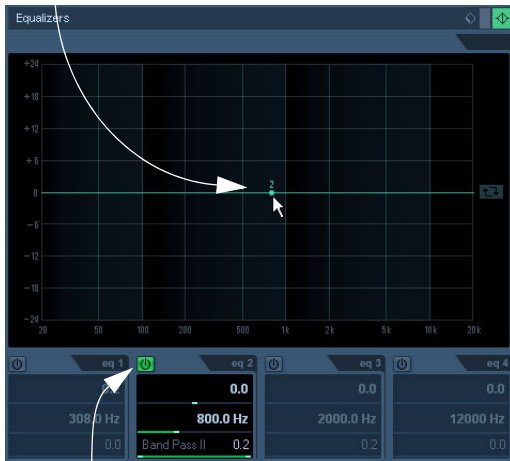 Equalizers
+24
+18
+12
+6
2
0
-6
-12
-18
-24
20 50 100 200 500 1k 2k 5k 10k 20k
eq 1 eq 2 eq 3 eq 4
0.0 0.0 0.0
308.0 Hz 800.0 Hz 2000.0 Hz 12000 Hz
0.0 Band Pass II 0.2 0.2 0.0